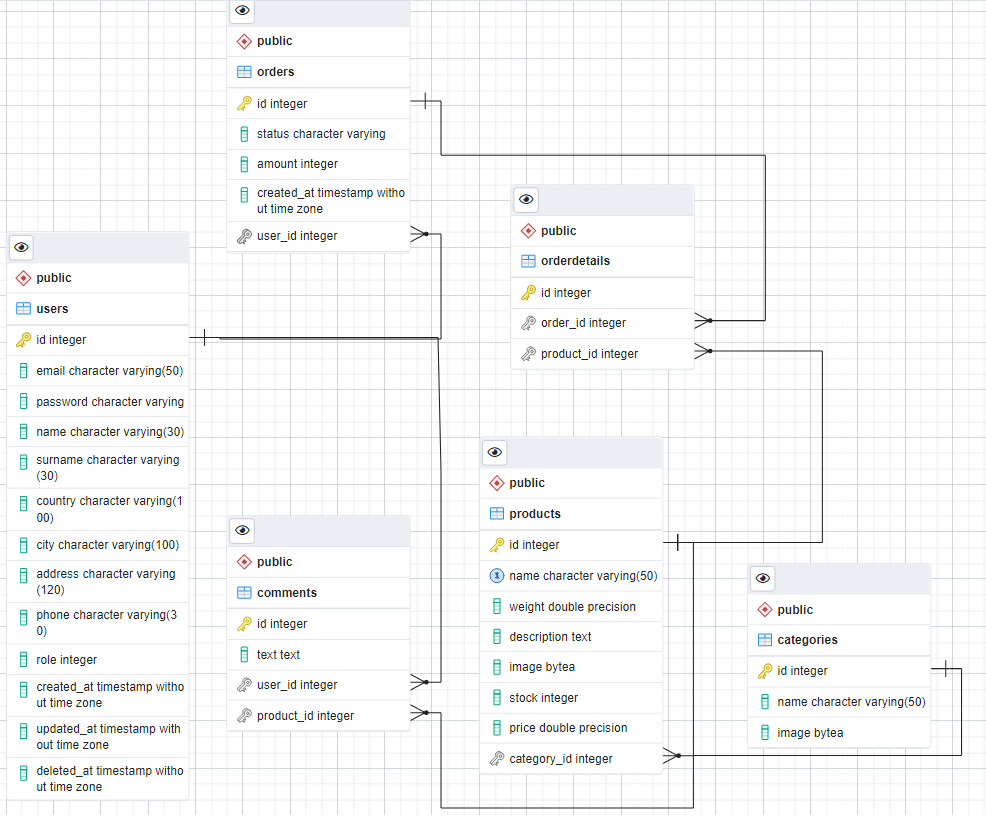 public
orders
id integer
status character varying
amount integer
created_at timestamp witho
ut time zone
user_id integer
public
users
id integer
email character varying(50)
password character varying
name character varying(30)
surname character varying
(30)
country character varying(1
00)
city character varying(100)
address character varying
(120)
phone character varying(3
0)
role integer
created_at timestamp witho
ut time zone
updated_at timestamp with
out time zone
deleted_at timestamp witho
ut time zone
public
orderdetails
id integer
order_id integer
product_id integer
public
comments
id integer
text text
user_id integer
product_id integer
public
products
id integer
1 name character varying(50)
weight double precision
description text
image bytea
stock integer
price double precision
category_id integer
public
categories
id integer
name character varying(50)
image bytea